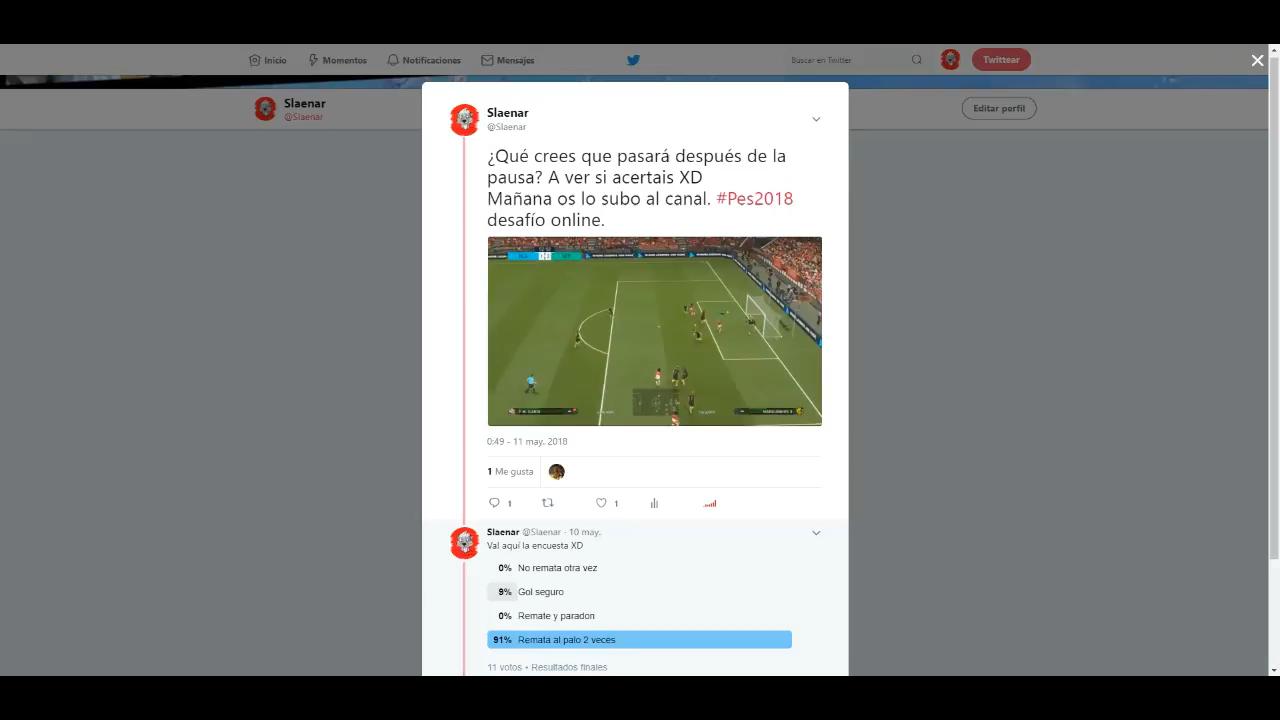 Inicio Momentos Notificaciones Mensajes Buscar en Twitter Twittear
Slaenar
@Slaenar
Editar perfil
Slaenar
@Slaenar
¿Qué crees que pasará después de la
pausa? A ver si acertais XD
Mañana os lo subo al canal. #Pes2018
desafío online.
0:49 - 11 may. 2018
1 Me gusta
1 1
Slaenar @Slaenar · 10 may.
Val aquí la encuesta XD
0% No remata otra vez
9% Gol seguro
0% Remate y paradon
91% Remata al palo 2 veces
11 votos • Resultados finales